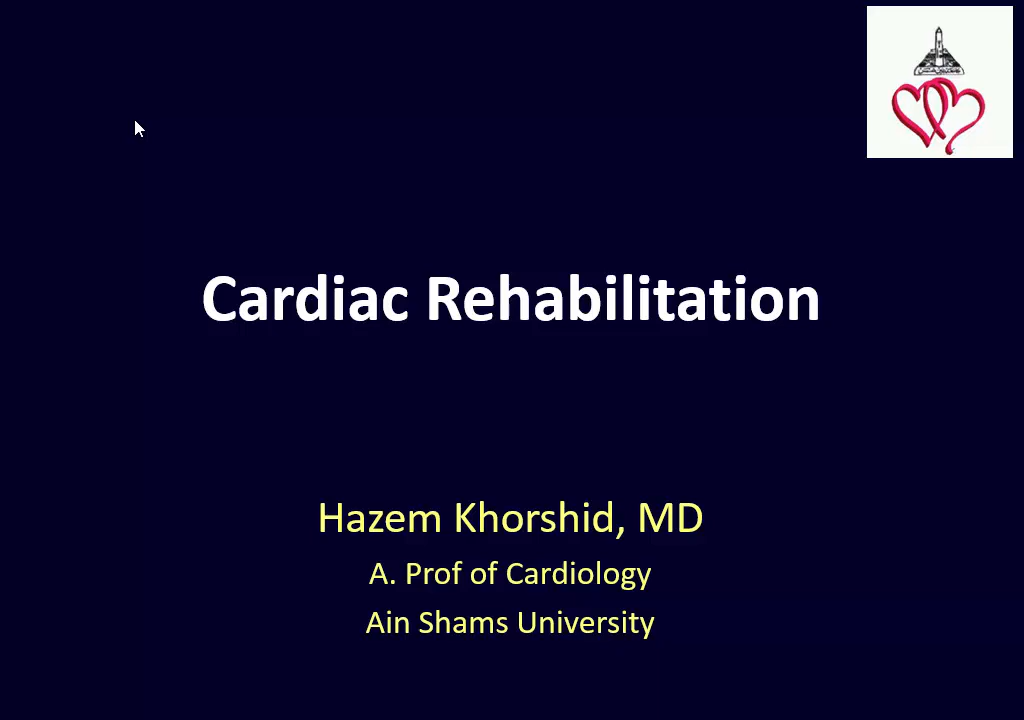 Cardiac Rehabilitation
Hazem Khorshid, MD
A. Prof of Cardiology
Ain Shams University